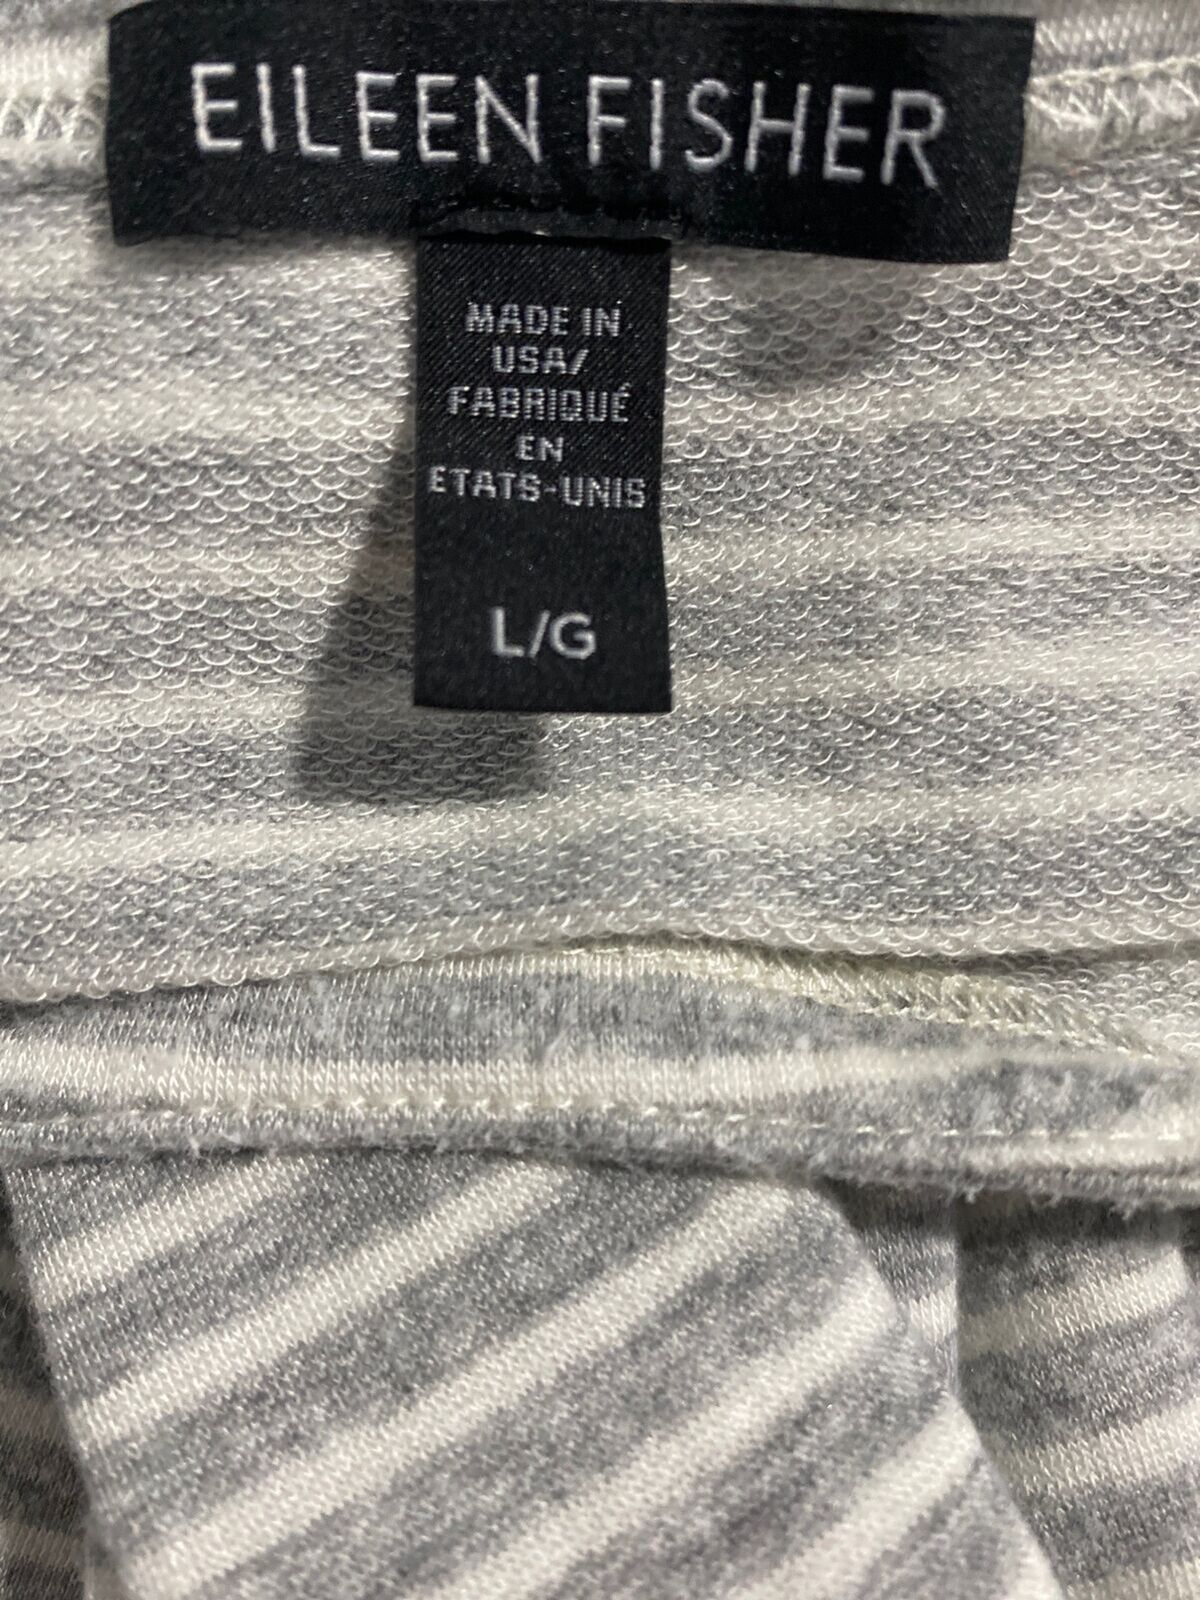 EILEEN FISHER
MADE IN
USA/
FABRIQUÉ
EN
ETATS-UNIS
L/G